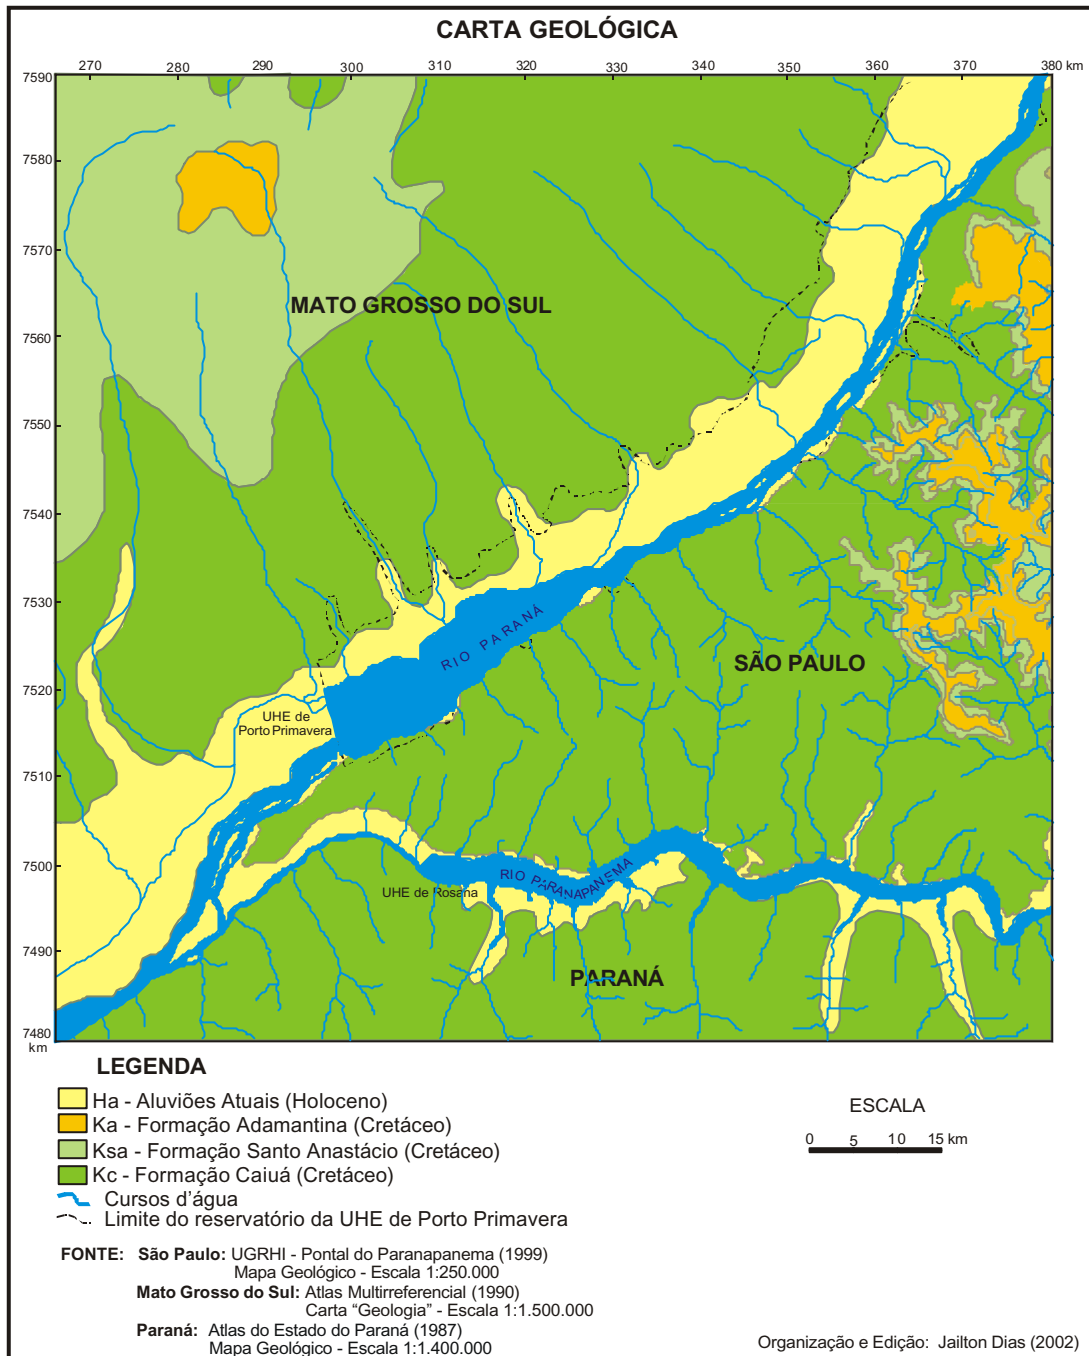 CARTA GEOLÓGICA
270 280 290 300 310 320 330 340 350 360 370 380 km
7590
7580
7570
7560
7550
7540
7530
7520
7510
7500
7490
7480
km
MATO GROSSO DO SUL
RIO PARANÁ
SÃO PAULO
UHE de
Porto Primavera
RIO PARANAPANEMA
UHE de Rosana
PARANÁ
LEGENDA
Ha - Aluviões Atuais (Holoceno)
Ka - Formação Adamantina (Cretáceo)
Ksa - Formação Santo Anastácio (Cretáceo)
Kc - Formação Caiuá (Cretáceo)
Cursos d'água
Limite do reservatório da UHE de Porto Primavera
ESCALA
0 5 10 15 km
FONTE: São Paulo: UGRHI - Pontal do Paranapanema (1999)
Mapa Geológico - Escala 1:250.000
Mato Grosso do Sul: Atlas Multirreferencial (1990)
Carta “Geologia” - Escala 1:1.500.000
Paraná: Atlas do Estado do Paraná (1987)
Mapa Geológico - Escala 1:1.400.000
Organização e Edição: Jailton Dias (2002)